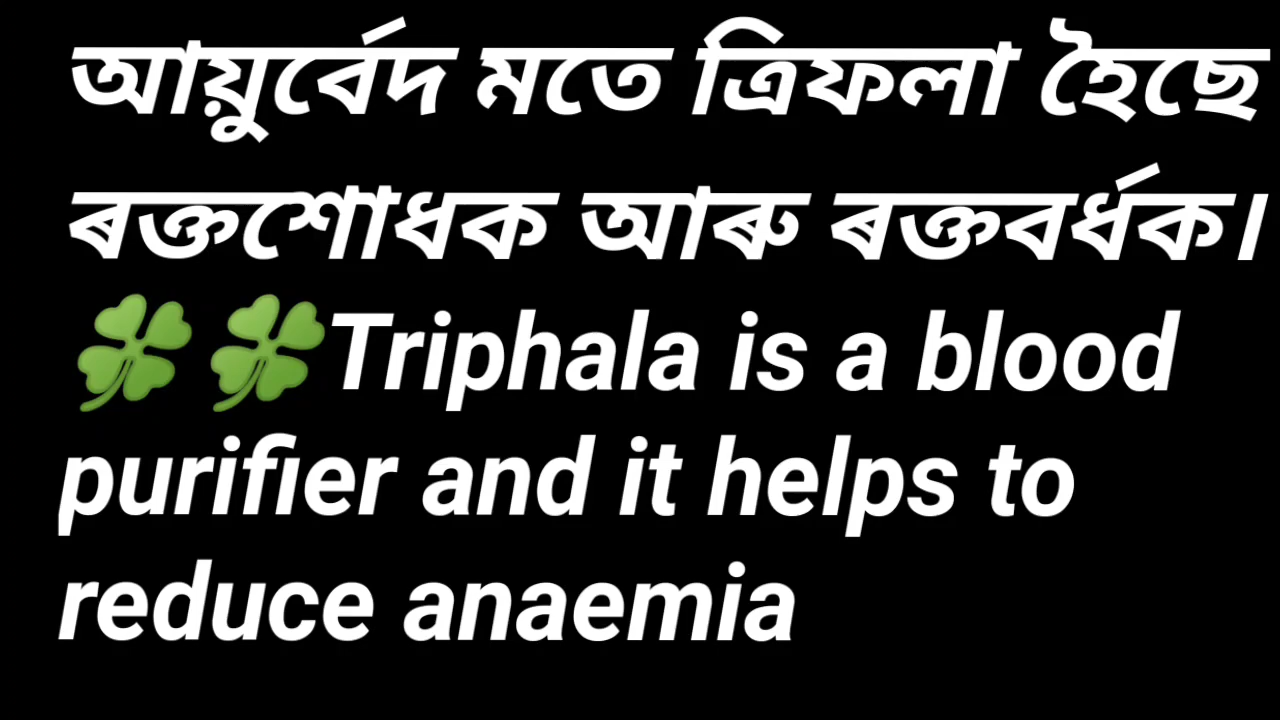 আয়ুৰ্বেদ মতে ত্ৰিফলা হৈছে
ৰক্তশোধক আৰু ৰক্তবৰ্ধক।
🍀🍀Triphala is a blood
purifier and it helps to
reduce anaemia